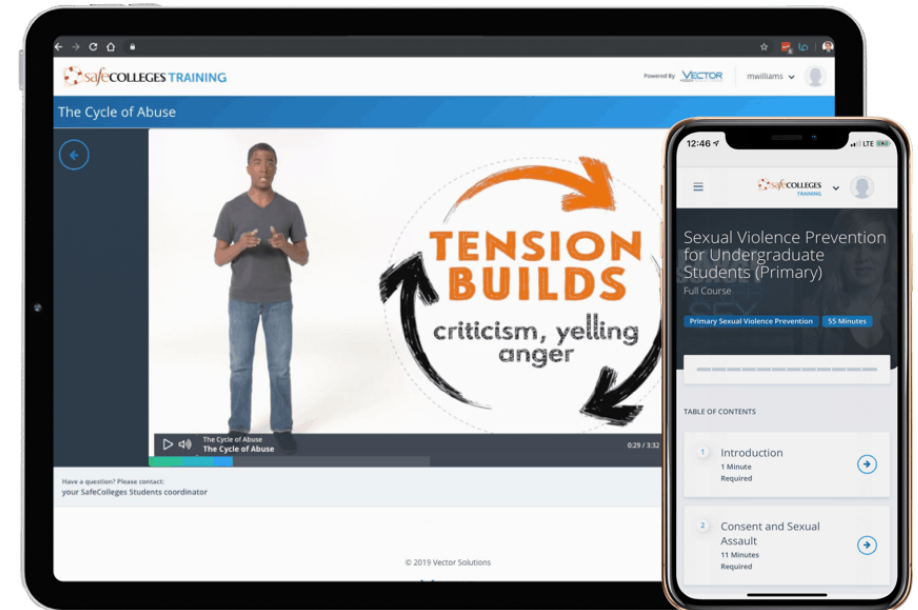 safeCOLLEGES TRAINING
Powered By VECTOR
mwilliams
The Cycle of Abuse
TENSION
BUILDS
criticism, yelling
anger
The Cycle of Abuse
The Cycle of Abuse
0:29 / 3:32
Have a question? Please contact:
your SafeColleges Students coordinator
© 2019 Vector Solutions
12:46
LTE
safeCOLLEGES
TRAINING
Sexual Violence Prevention
for Undergraduate
Students (Primary)
Full Course
Primary Sexual Violence Prevention
55 Minutes
TABLE OF CONTENTS
1
Introduction
1 Minute
Required
2
Consent and Sexual
Assault
11 Minutes
Required